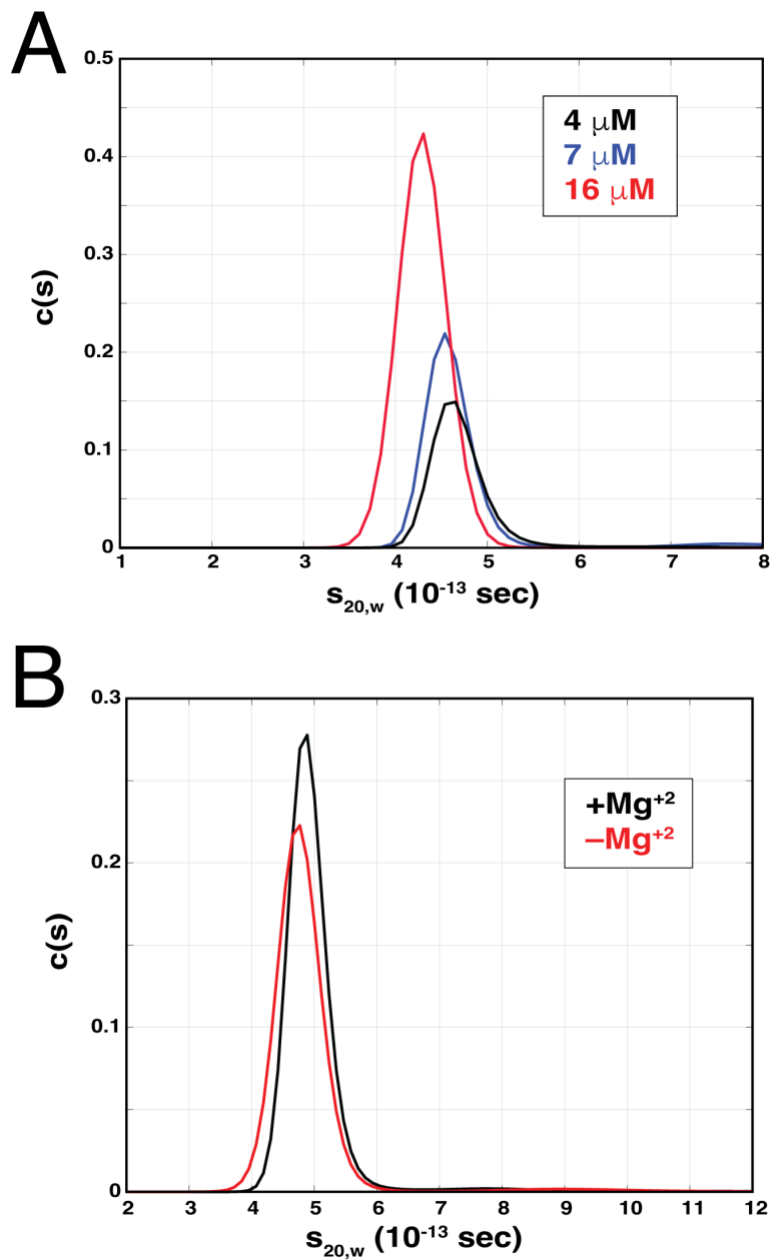 A
0.5
4 μM
7 μM
16 μM
0.4
0.3
c(s)
0.2
0.1
0
1 2 3 4 5 6 7 8
s20,w (10-13 sec)
B
0.3
+Mg+2
–Mg+2
0.2
c(s)
0.1
0
2 3 4 5 6 7 8 9 10 11 12
s20,w (10-13 sec)